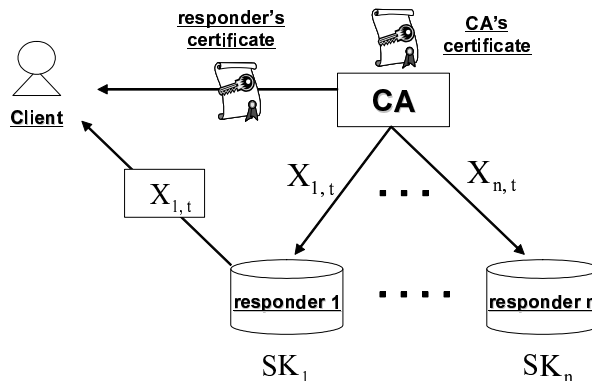 responder's
certificate
CA's
certificate
Client
CA
X1, t
X1, t
Xn, t
. . .
. . . .
responder 1
responder n
SK1
SKn